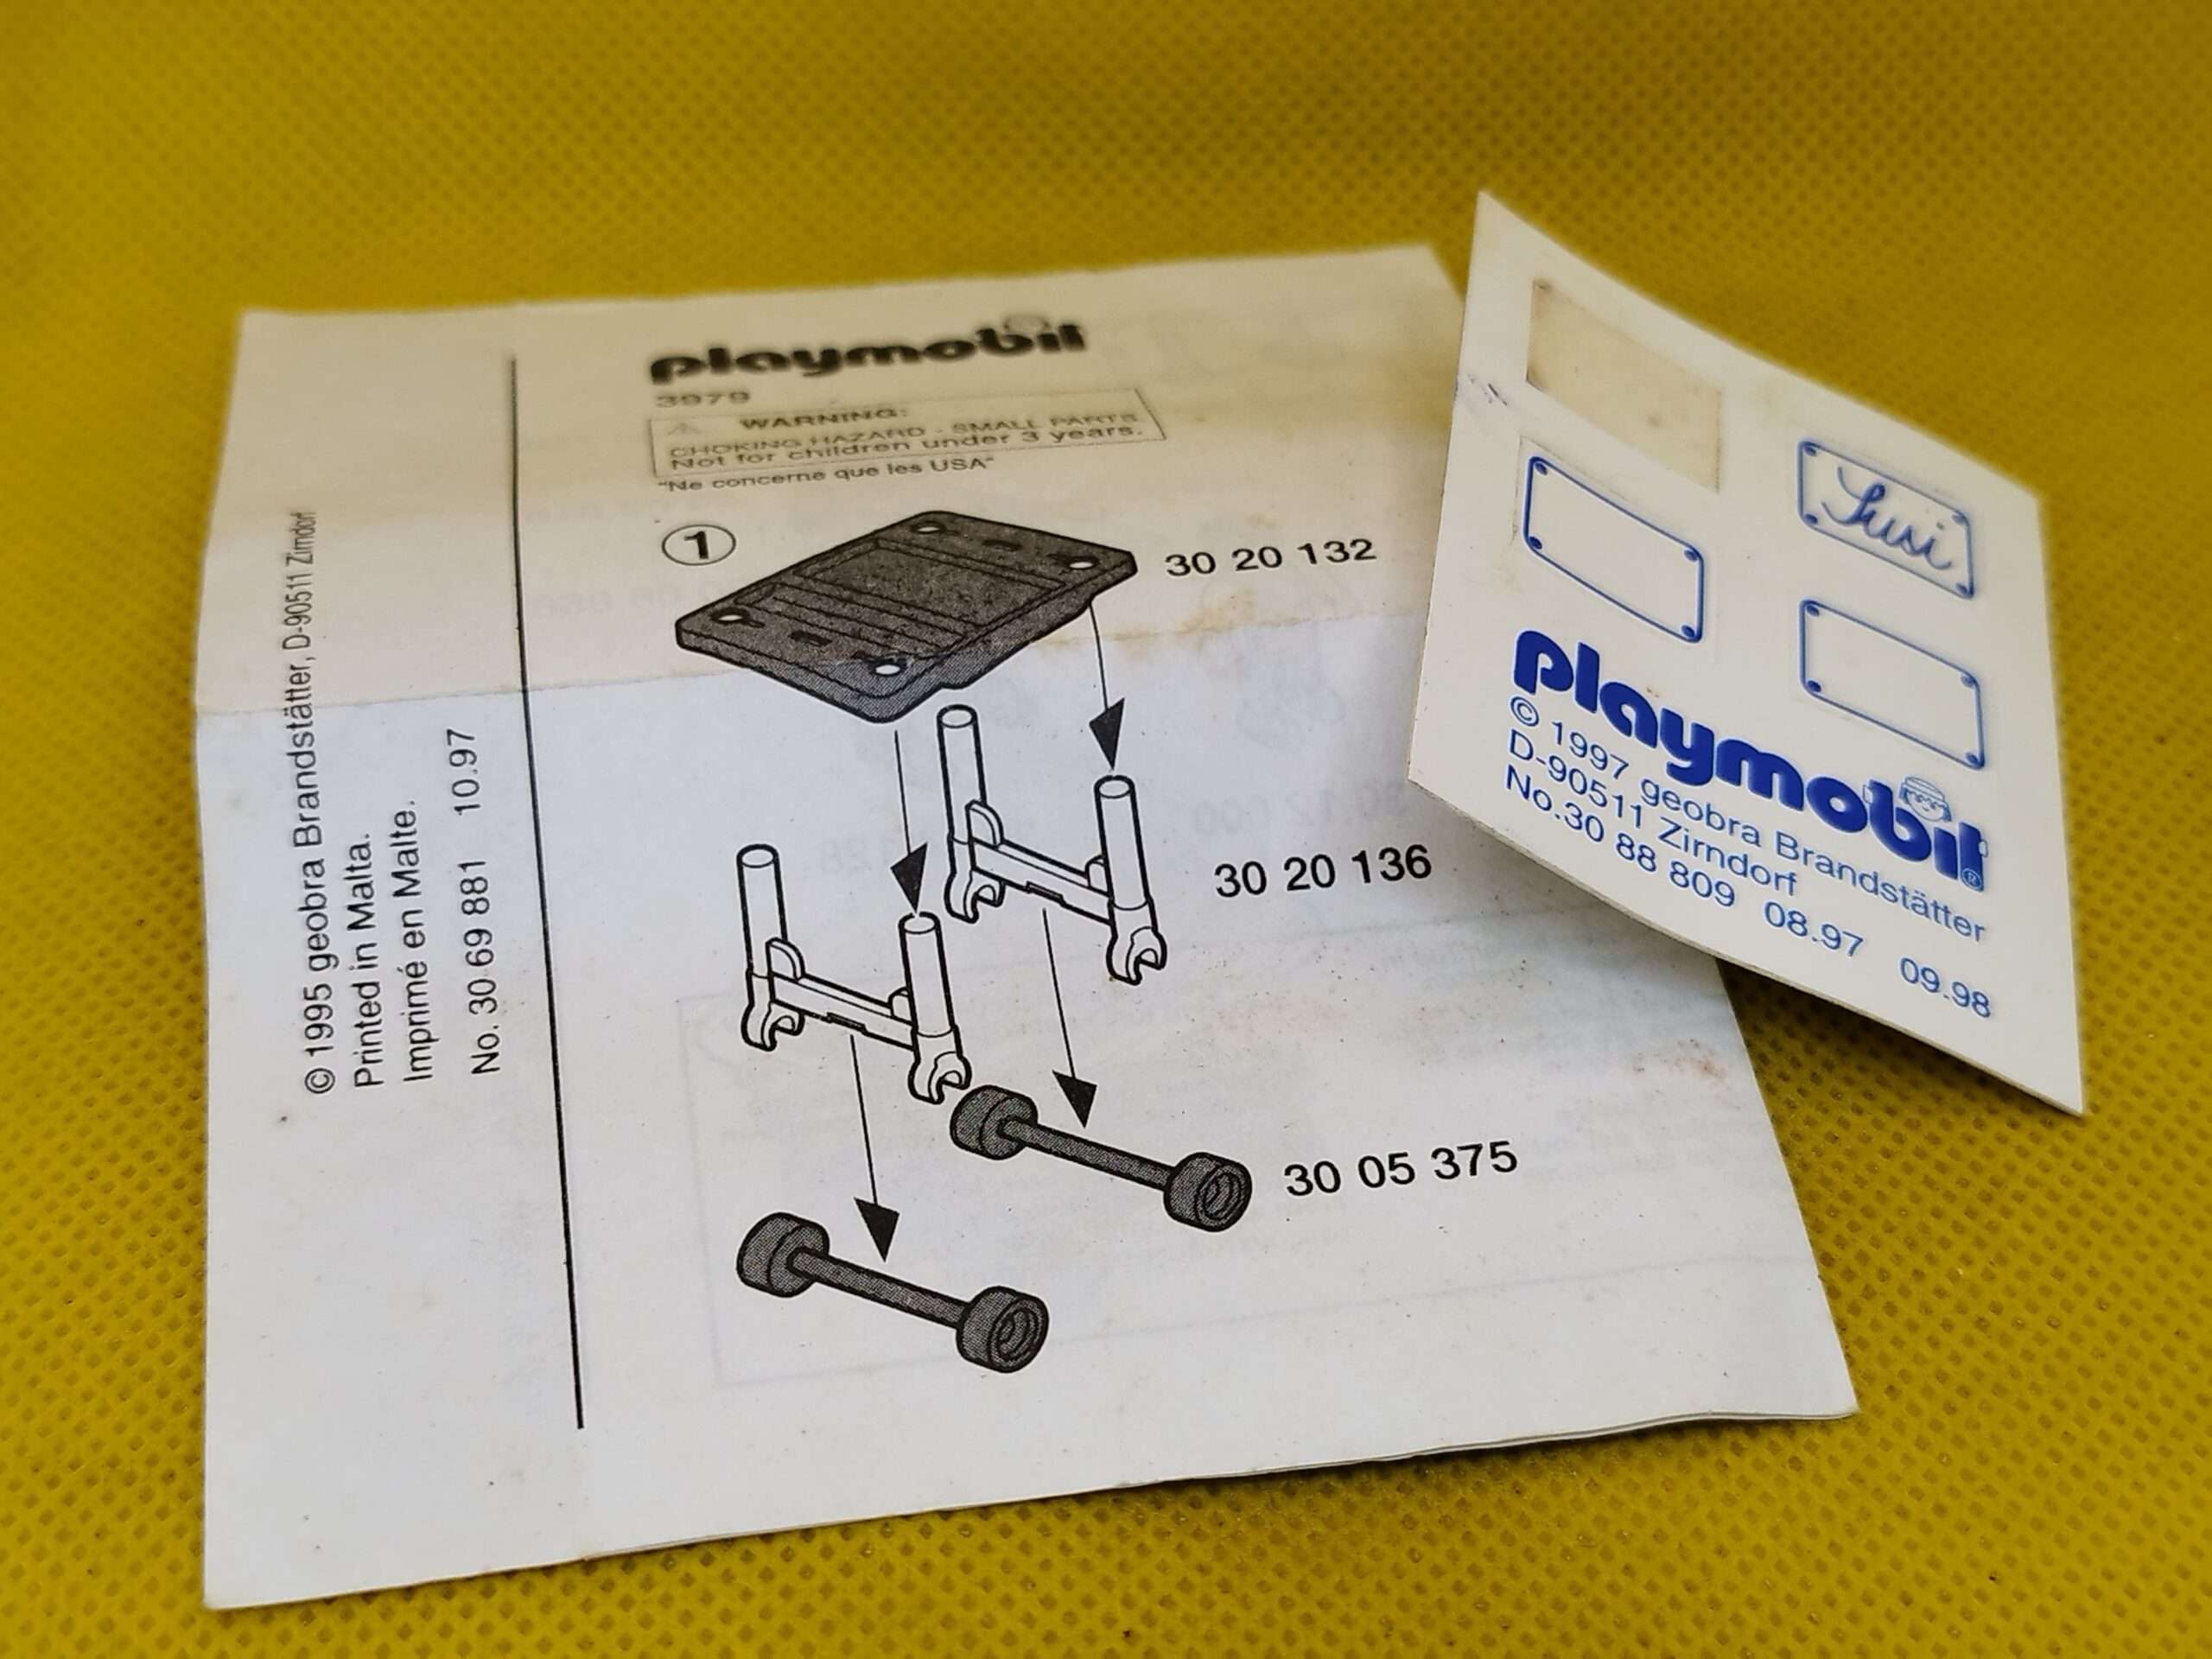 playmobil
3979
WARNING:
CHOKING HAZARD - SMALL PARTS
Not for children under 3 years.
"Ne concerne que les USA"
1
30 20 132
30 20 136
30 05 375
© 1995 geobra Brandstätter, D-90511 Zirndorf
Printed in Malta.
Imprimé en Malte.
No. 30 69 881 10.97
Susi
playmobil
© 1997 geobra Brandstätter
D-90511 Zirndorf
No.30 88 809 08.97 09.98